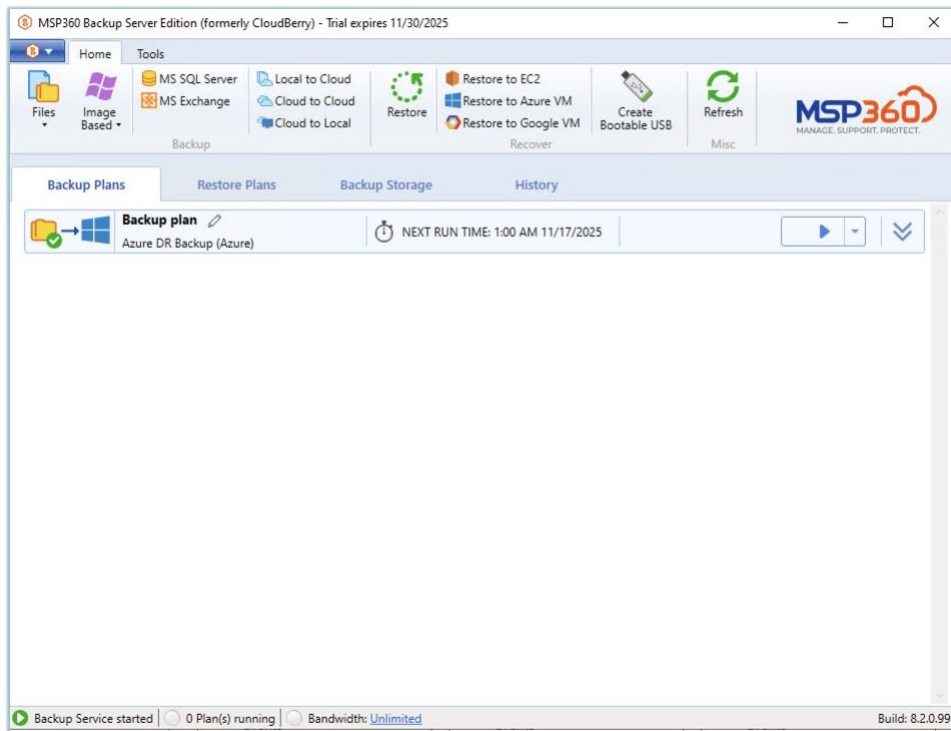 MSP360 Backup Server Edition (formerly CloudBerry) - Trial expires 11/30/2025
Home Tools
Files
Image Based
MS SQL Server
MS Exchange
Local to Cloud
Cloud to Cloud
Cloud to Local
Backup
Restore
Restore to EC2
Restore to Azure VM
Restore to Google VM
Recover
Create
Bootable USB
Refresh
Misc
MSP360
MANAGE. SUPPORT. PROTECT.
Backup Plans Restore Plans Backup Storage History
Backup plan
Azure DR Backup (Azure)
NEXT RUN TIME: 1:00 AM 11/17/2025
Backup Service started 0 Plan(s) running Bandwidth: Unlimited Build: 8.2.0.99